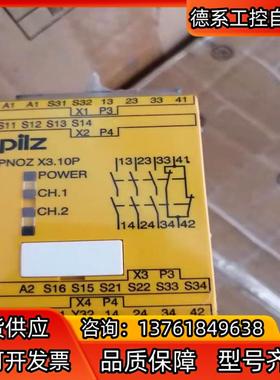 德系工控自
A1 A1 S31 S32 13 23 33 41
X1 P3
S11 S12 S13 S14
X2 P4
pilz
PNOZ X3.10P
POWER
CH.1
CH.2
13 23 33 41
14 24 34 42
X3 P3
A2 S16 S15 S21 S22 S33 S34
X4 P4
14 24 34 42
货供应
咨询: 13761849638
可开发票
品质保障
型号齐